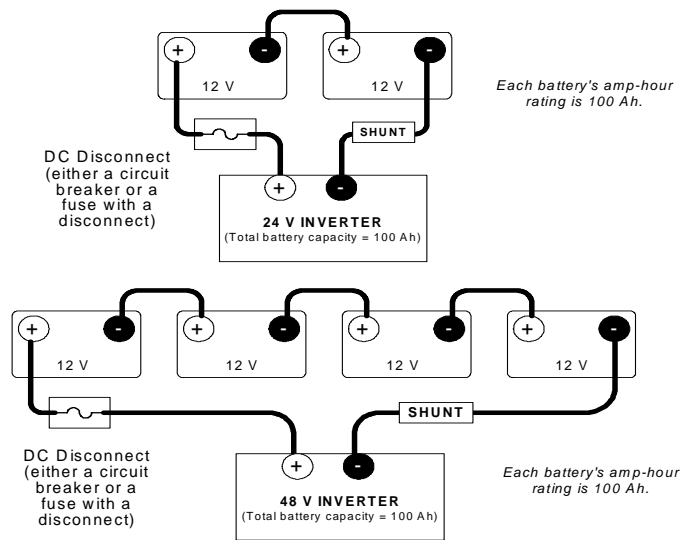 + - + -
12 V 12 V
Each battery's amp-hour
rating is 100 Ah.
SHUNT
DC Disconnect
(either a circuit
breaker or a
fuse with a
disconnect)
+ -
24 V INVERTER
(Total battery capacity = 100 Ah)
+ - + - + - + -
12 V 12 V 12 V 12 V
SHUNT
DC Disconnect
(either a circuit
breaker or a
fuse with a
disconnect)
+ -
48 V INVERTER
(Total battery capacity = 100 Ah)
Each battery's amp-hour
rating is 100 Ah.